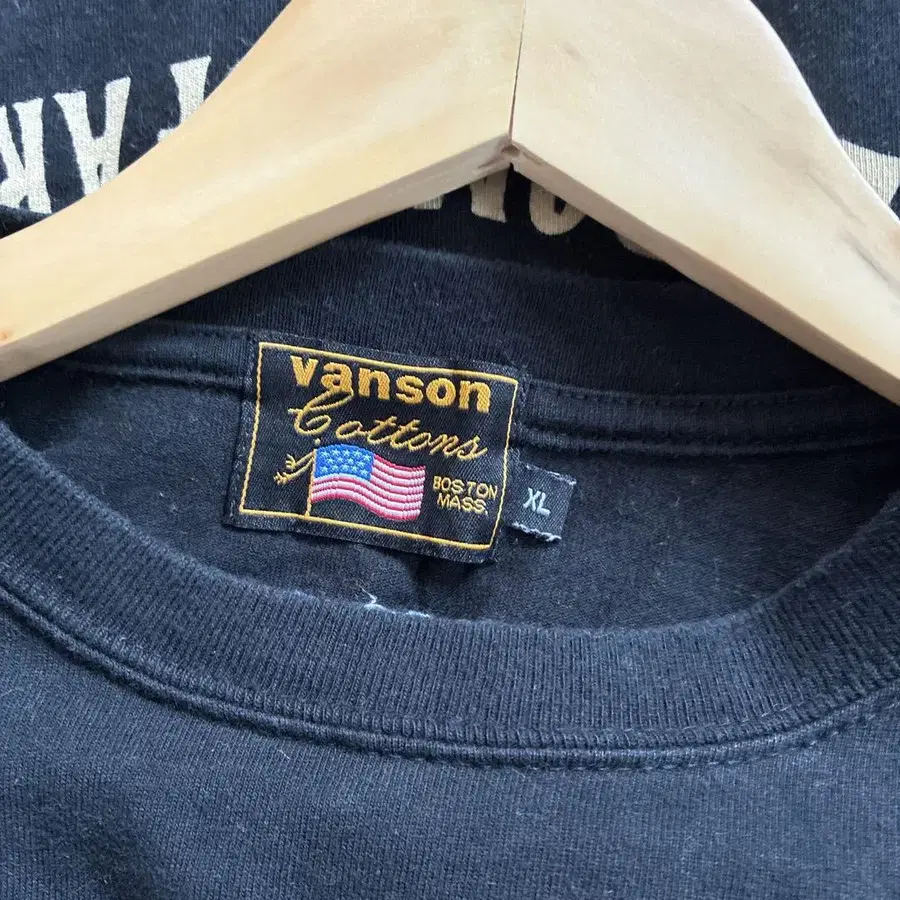 vanson
Cottons
BOSTON
MASS.
XL